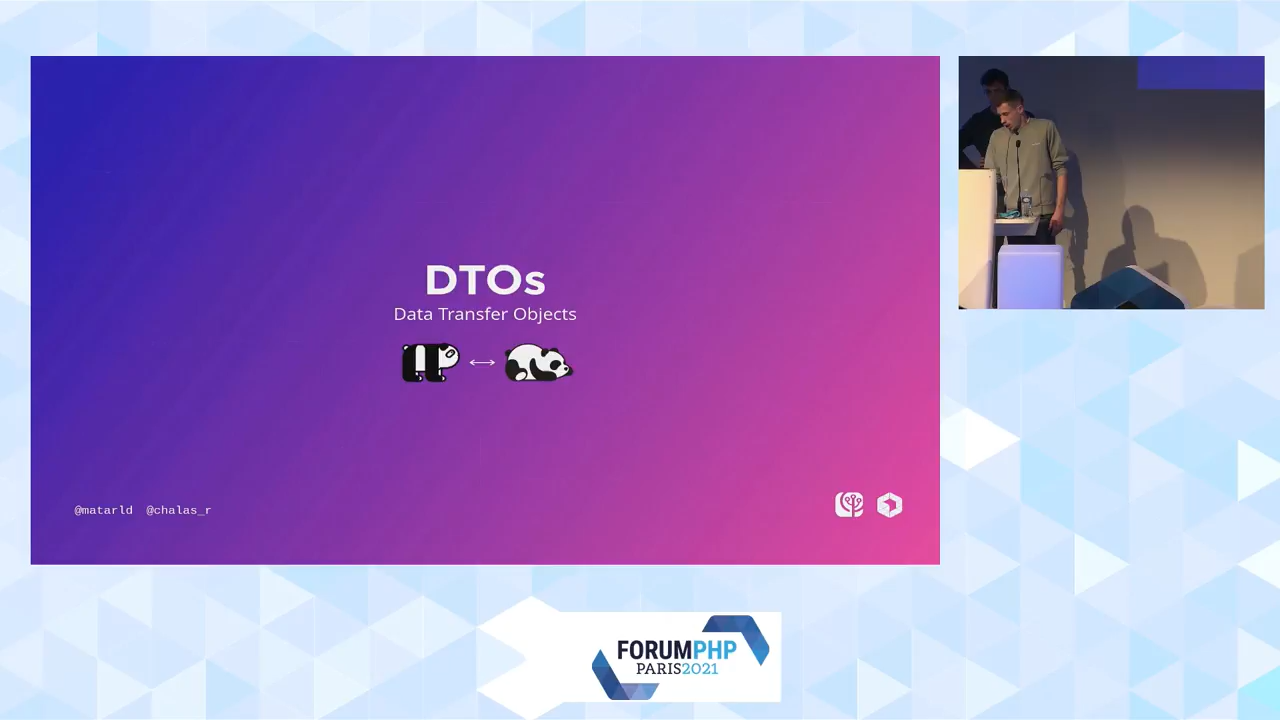 DTOs
Data Transfer Objects
@matarld @chalas_r
FORUMPHP
PARIS2021